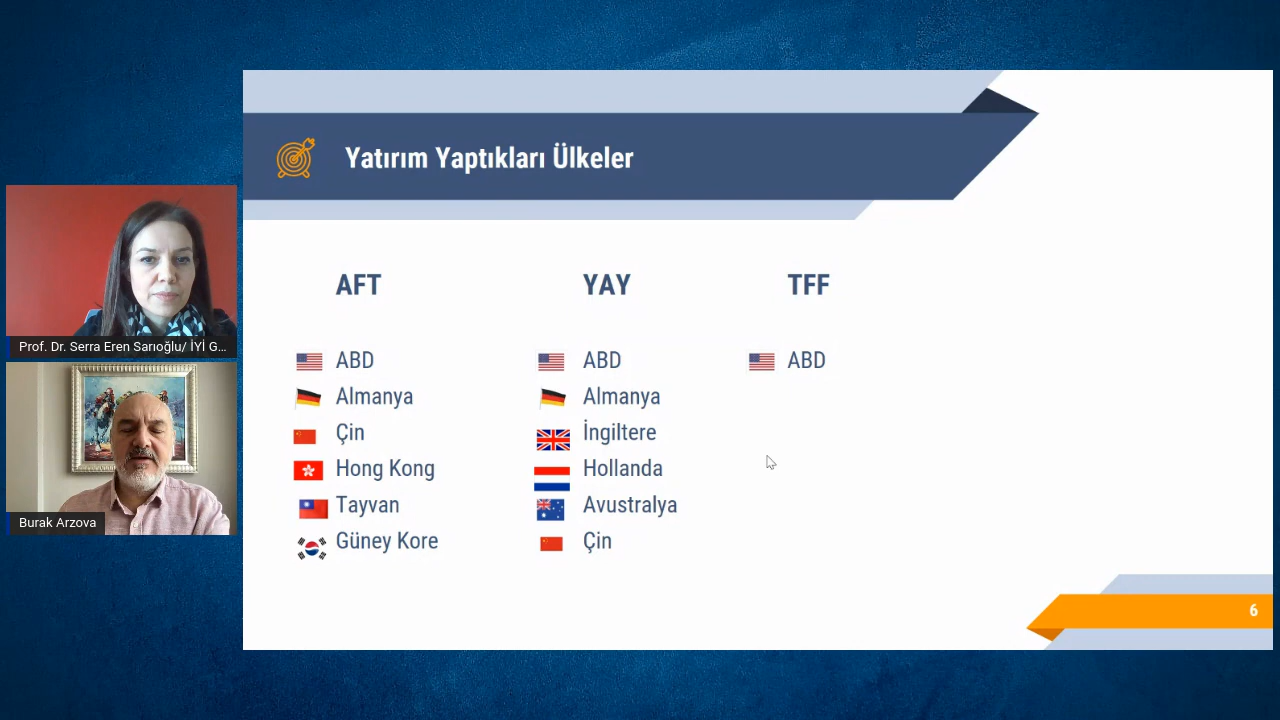 Yatırım Yaptıkları Ülkeler
AFT
YAY
TFF
ABD
ABD
ABD
Almanya
Almanya
Çin
İngiltere
Hong Kong
Hollanda
Tayvan
Avustralya
Güney Kore
Çin
6
Prof. Dr. Serra Eren Sarıoğlu/ İYİ G...
Burak Arzova